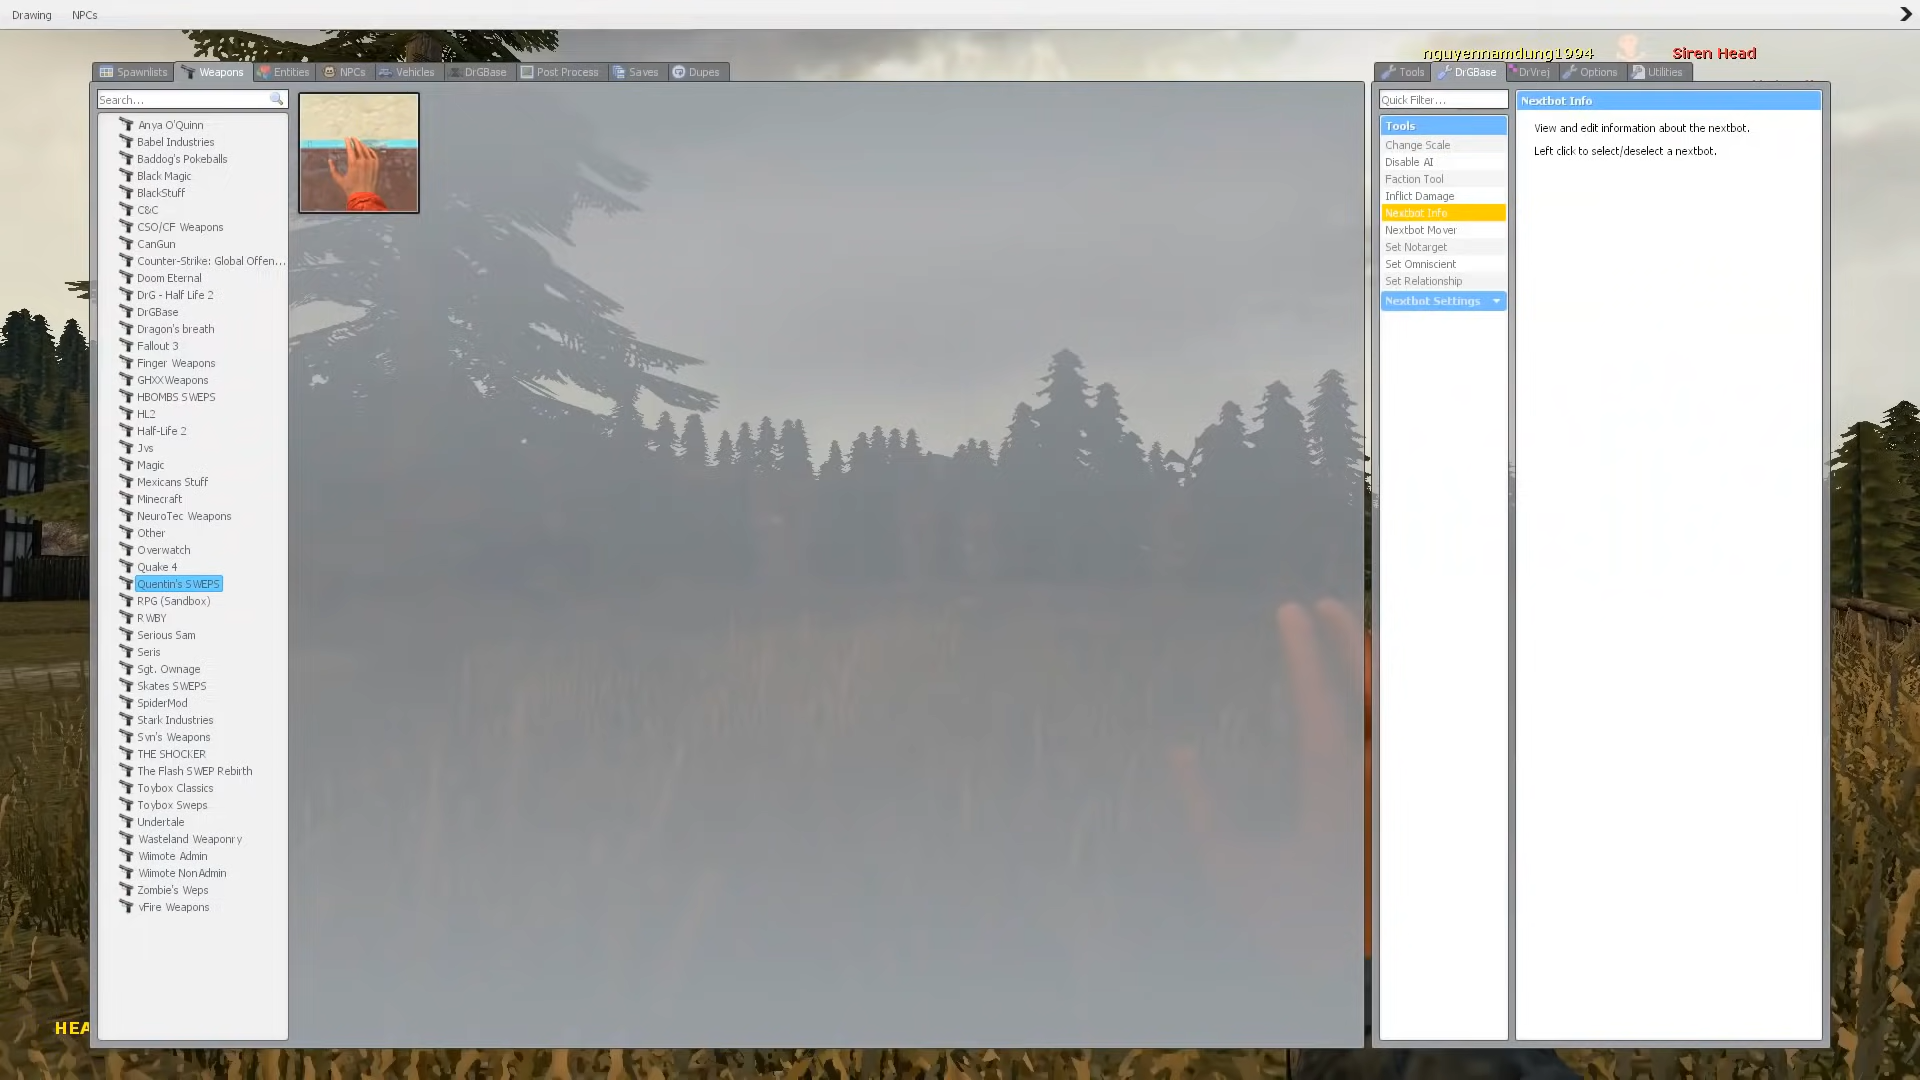 Drawing NPCs
nguyennamdung1994 Siren Head
Spawnlists Weapons Entities NPCs Vehicles DrGBase Post Process Saves Dupes
Search...
Anya O'Quinn
Babel Industries
Baddog's Pokeballs
Black Magic
BlackStuff
C&C
CSO/CF Weapons
CanGun
Counter-Strike: Global Offen...
Doom Eternal
DrG - Half Life 2
DrGBase
Dragon's breath
Fallout 3
Finger Weapons
GHXXWeapons
HBOMBS SWEPS
HL2
Half-Life 2
Jvs
Magic
Mexicans Stuff
Minecraft
NeuroTec Weapons
Other
Overwatch
Quake 4
Quentin's SWEPS
RPG (Sandbox)
RWBY
Serious Sam
Seris
Sgt. Ownage
Skates SWEPS
SpiderMod
Stark Industries
Svn's Weapons
THE SHOCKER
The Flash SWEP Rebirth
Toybox Classics
Toybox Sweps
Undertale
Wasteland Weaponry
Wiimote Admin
Wiimote NonAdmin
Zombie's Weps
vFire Weapons
HEA
Tools DrGBase DrVrej Options Utilities
Quick Filter...
Tools
Change Scale
Disable AI
Faction Tool
Inflict Damage
Nextbot Info
Nextbot Mover
Set Notarget
Set Omniscient
Set Relationship
Nextbot Settings
Nextbot Info
View and edit information about the nextbot.
Left click to select/deselect a nextbot.